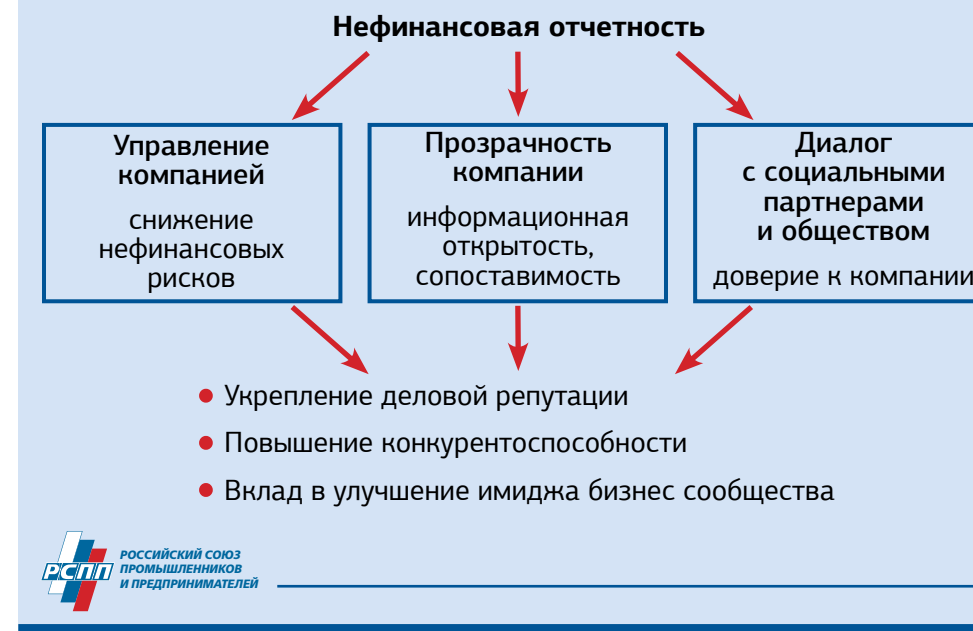 Нефинансовая отчетность
Управление
компанией
снижение
нефинансовых
рисков
Прозрачность
компании
информационная
открытость,
сопоставимость
Диалог
с социальными
партнерами
и обществом
доверие к компании
Укрепление деловой репутации
Повышение конкурентоспособности
Вклад в улучшение имиджа бизнес сообщества
РСПП
РОССИЙСКИЙ СОЮЗ
ПРОМЫШЛЕННИКОВ
И ПРЕДПРИНИМАТЕЛЕЙ